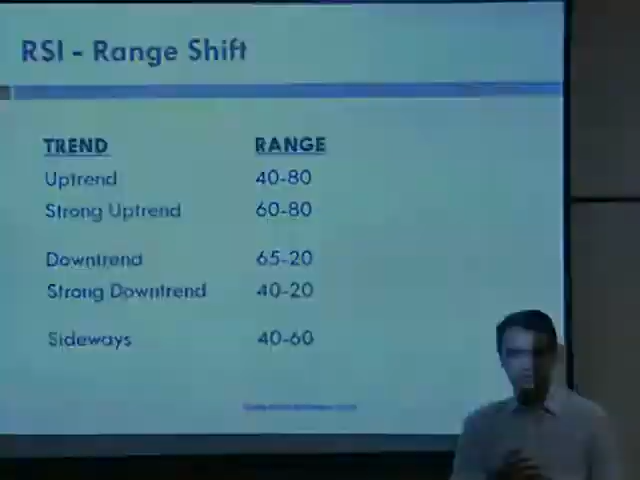 RSI - Range Shift
TREND RANGE
Uptrend 40-80
Strong Uptrend 60-80
Downtrend 65-20
Strong Downtrend 40-20
Sideways 40-60